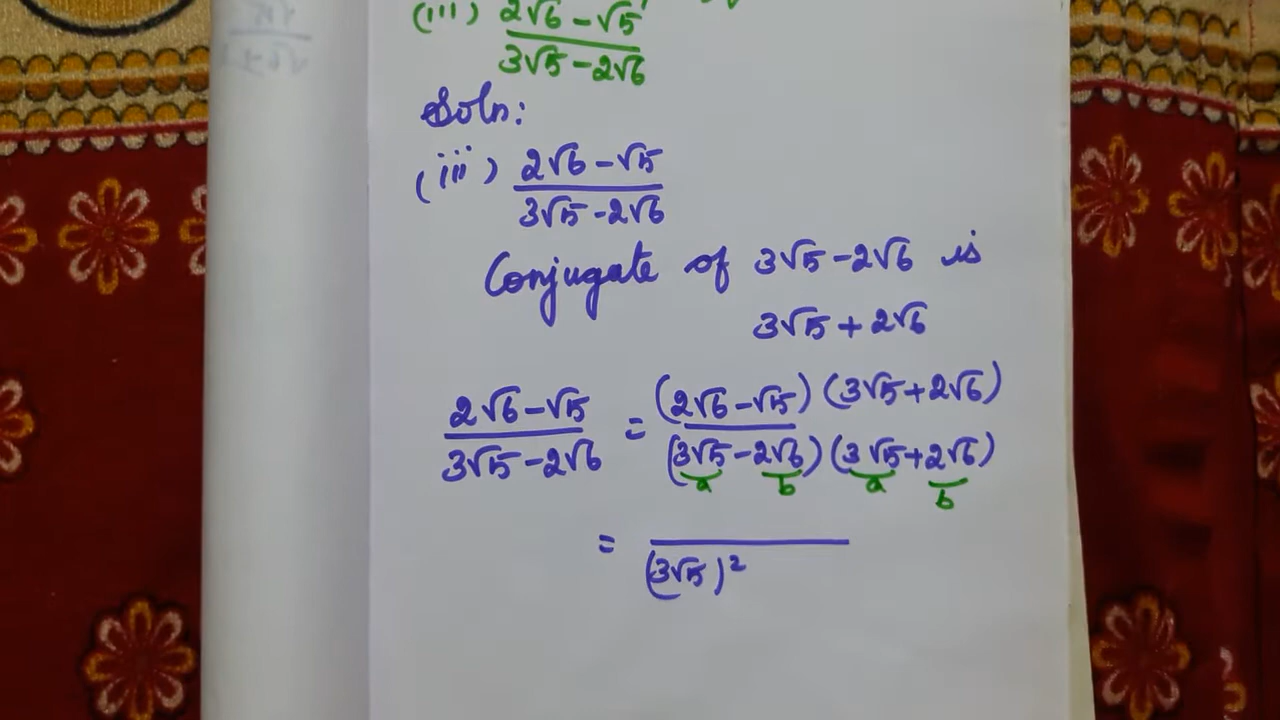 (iii) 2√6 - √5
3√5 - 2√6
Soln:
(iii) 2√6 - √5
3√5 - 2√6
Conjugate of 3√5 - 2√6 is
3√5 + 2√6
2√6 - √5 = (2√6 - √5) (3√5 + 2√6)
3√5 - 2√6 (3√5 - 2√6) (3√5 + 2√6)
a b a b
=
(3√5)²